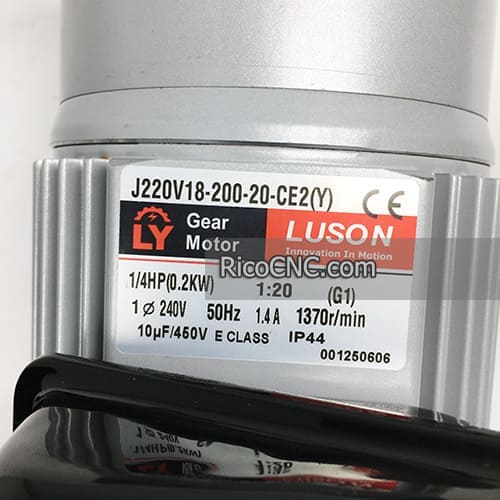 J220V18-200-20-CE2(Y) CE
LY Gear Motor LUSON
Innovation In Motion
RicoCNC.com
1/4HP(0.2KW) 1:20 (G1)
1 ø 240V 50Hz 1.4 A 1370r/min
10µF/450V E CLASS IP44
001250606